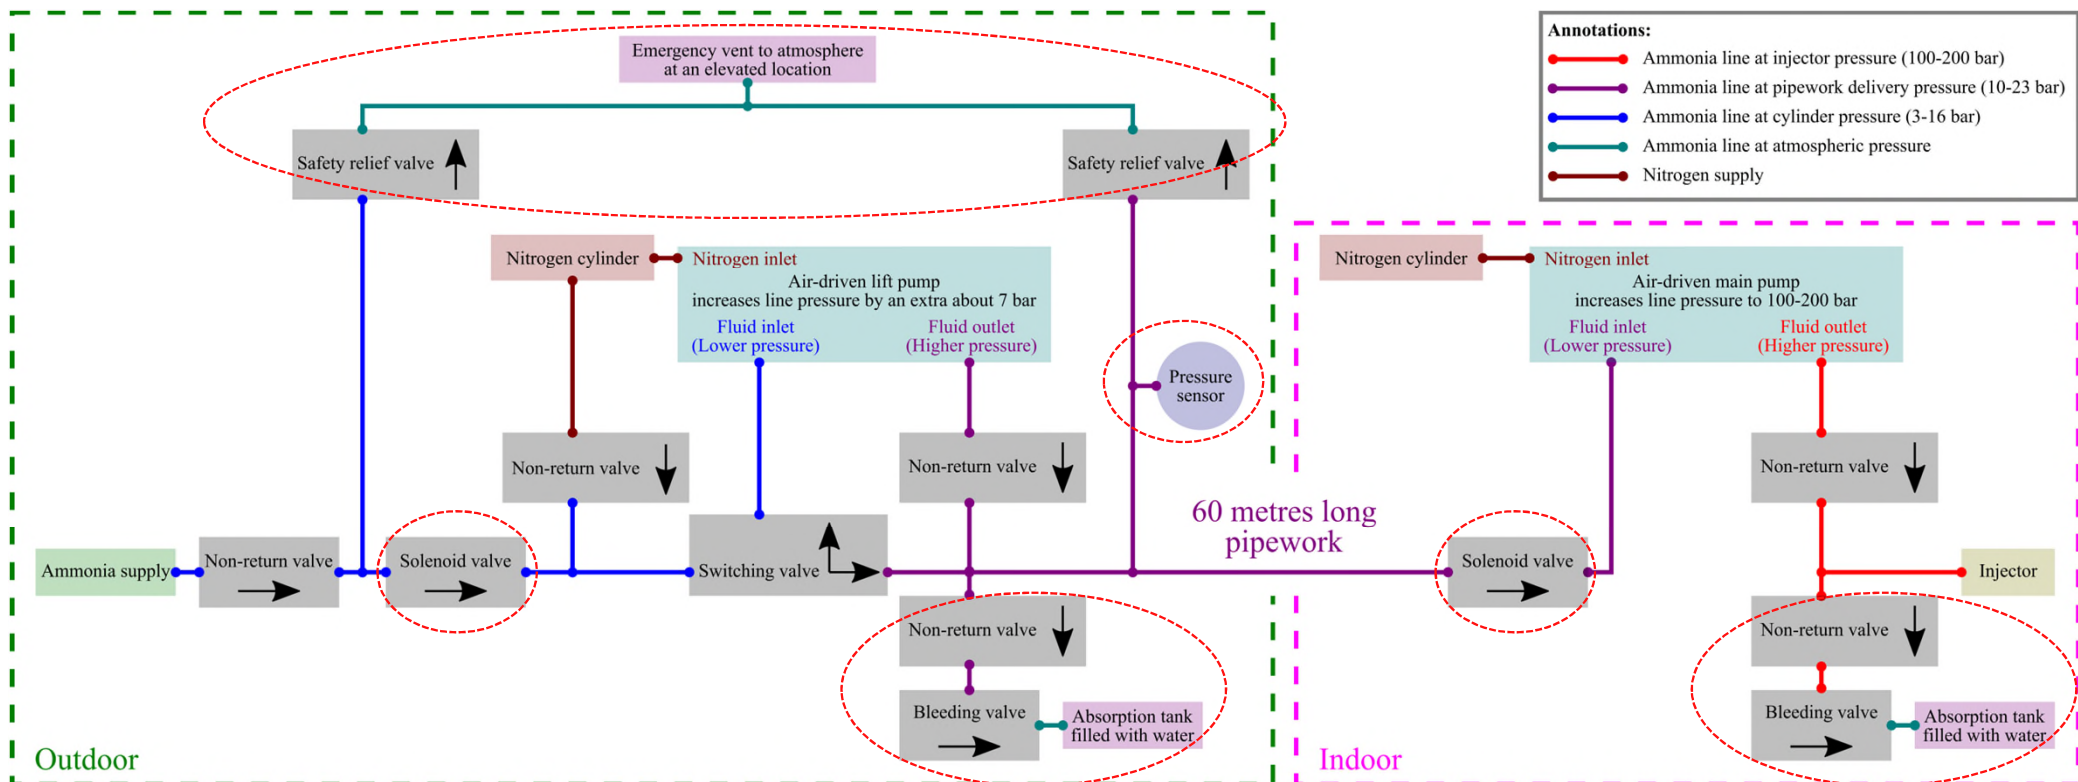 Emergency vent to atmosphere
at an elevated location
Annotations:
Ammonia line at injector pressure (100-200 bar)
Ammonia line at pipework delivery pressure (10-23 bar)
Ammonia line at cylinder pressure (3-16 bar)
Ammonia line at atmospheric pressure
Nitrogen supply
Safety relief valve
Safety relief valve
Nitrogen cylinder
Nitrogen inlet
Air-driven lift pump
increases line pressure by an extra about 7 bar
Fluid inlet
(Lower pressure)
Fluid outlet
(Higher pressure)
Nitrogen cylinder
Nitrogen inlet
Air-driven main pump
increases line pressure to 100-200 bar
Fluid inlet
(Lower pressure)
Fluid outlet
(Higher pressure)
Pressure
sensor
Non-return valve
Non-return valve
Non-return valve
60 metres long
pipework
Ammonia supply
Non-return valve
Solenoid valve
Switching valve
Solenoid valve
Injector
Non-return valve
Non-return valve
Bleeding valve
Absorption tank
filled with water
Bleeding valve
Absorption tank
filled with water
Outdoor
Indoor